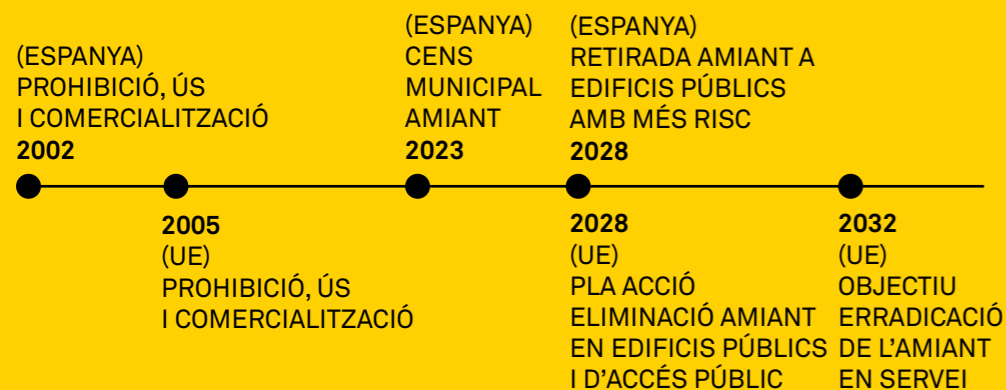 (ESPANYA)
PROHIBICIÓ, ÚS
I COMERCIALITZACIÓ
2002
(ESPANYA)
CENS
MUNICIPAL
AMIANT
2023
(ESPANYA)
RETIRADA AMIANT A
EDIFICIS PÚBLICS
AMB MÉS RISC
2028
2005
(UE)
PROHIBICIÓ, ÚS
I COMERCIALITZACIÓ
2028
(UE)
PLA ACCIÓ
ELIMINACIÓ AMIANT
EN EDIFICIS PÚBLICS
I D’ACCÉS PÚBLIC
2032
(UE)
OBJECTIU
ERRADICACIÓ
DE L’AMIANT
EN SERVEI